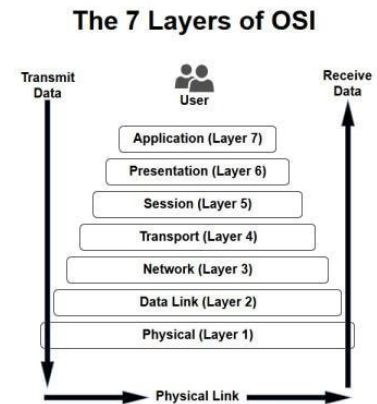 The 7 Layers of OSI
Transmit
Data
User
Receive
Data
Application (Layer 7)
Presentation (Layer 6)
Session (Layer 5)
Transport (Layer 4)
Network (Layer 3)
Data Link (Layer 2)
Physical (Layer 1)
Physical Link